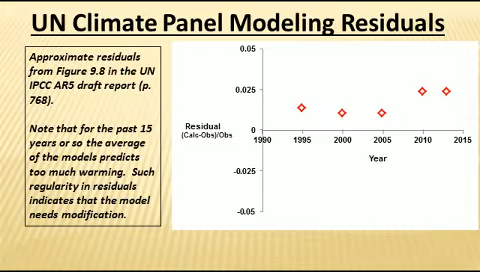 UN Climate Panel Modeling Residuals
Approximate residuals
from Figure 9.8 in the UN
IPCC AR5 draft report (p.
768).
Note that for the past 15
years or so the average
of the models predicts
too much warming. Such
regularity in residuals
indicates that the model
needs modification.
0.05
0.025
Residual
(Calc-Obs)/Obs
0
1990 1995 2000 2005 2010 2015
Year
-0.025
-0.05